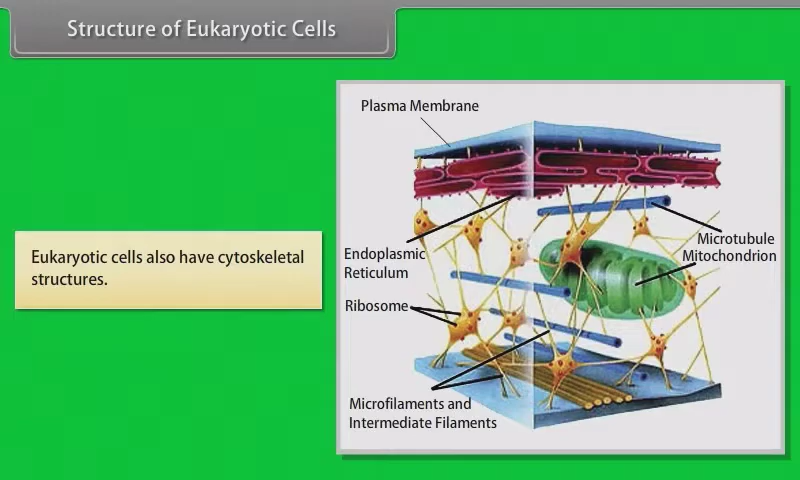 Structure of Eukaryotic Cells
Plasma Membrane
Eukaryotic cells also have cytoskeletal
structures.
Endoplasmic
Reticulum
Microtubule
Mitochondrion
Ribosome
Microfilaments and
Intermediate Filaments